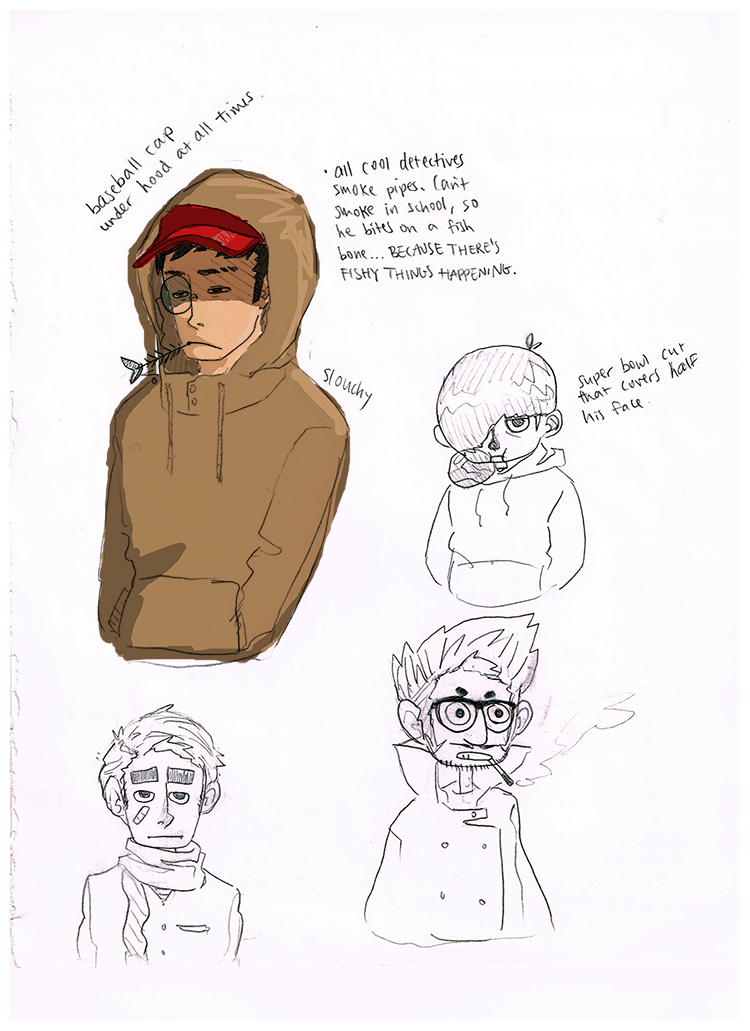 baseball cap
under hood at all times.
• all cool detectives
smoke pipes. Can't
smoke in school, so
he bites on a fish
bone... BECAUSE THERE'S
FISHY THINGS HAPPENING.
slouchy
super bowl cut
that covers half
his face.